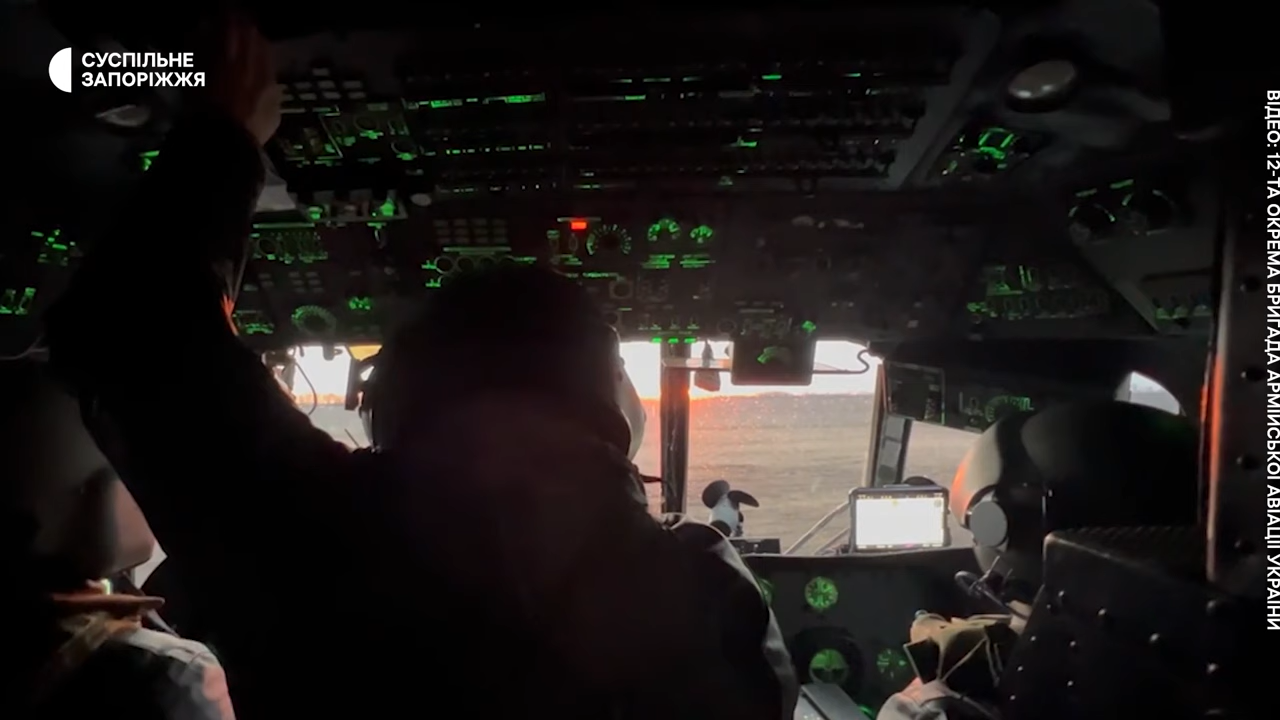 СУСПІЛЬНЕ
ЗАПОРІЖЖЯ
ВІДЕО: 12-ТА ОКРЕМА БРИГАДА АРМІЙСЬКОЇ АВІАЦІЇ УКРАЇНИ